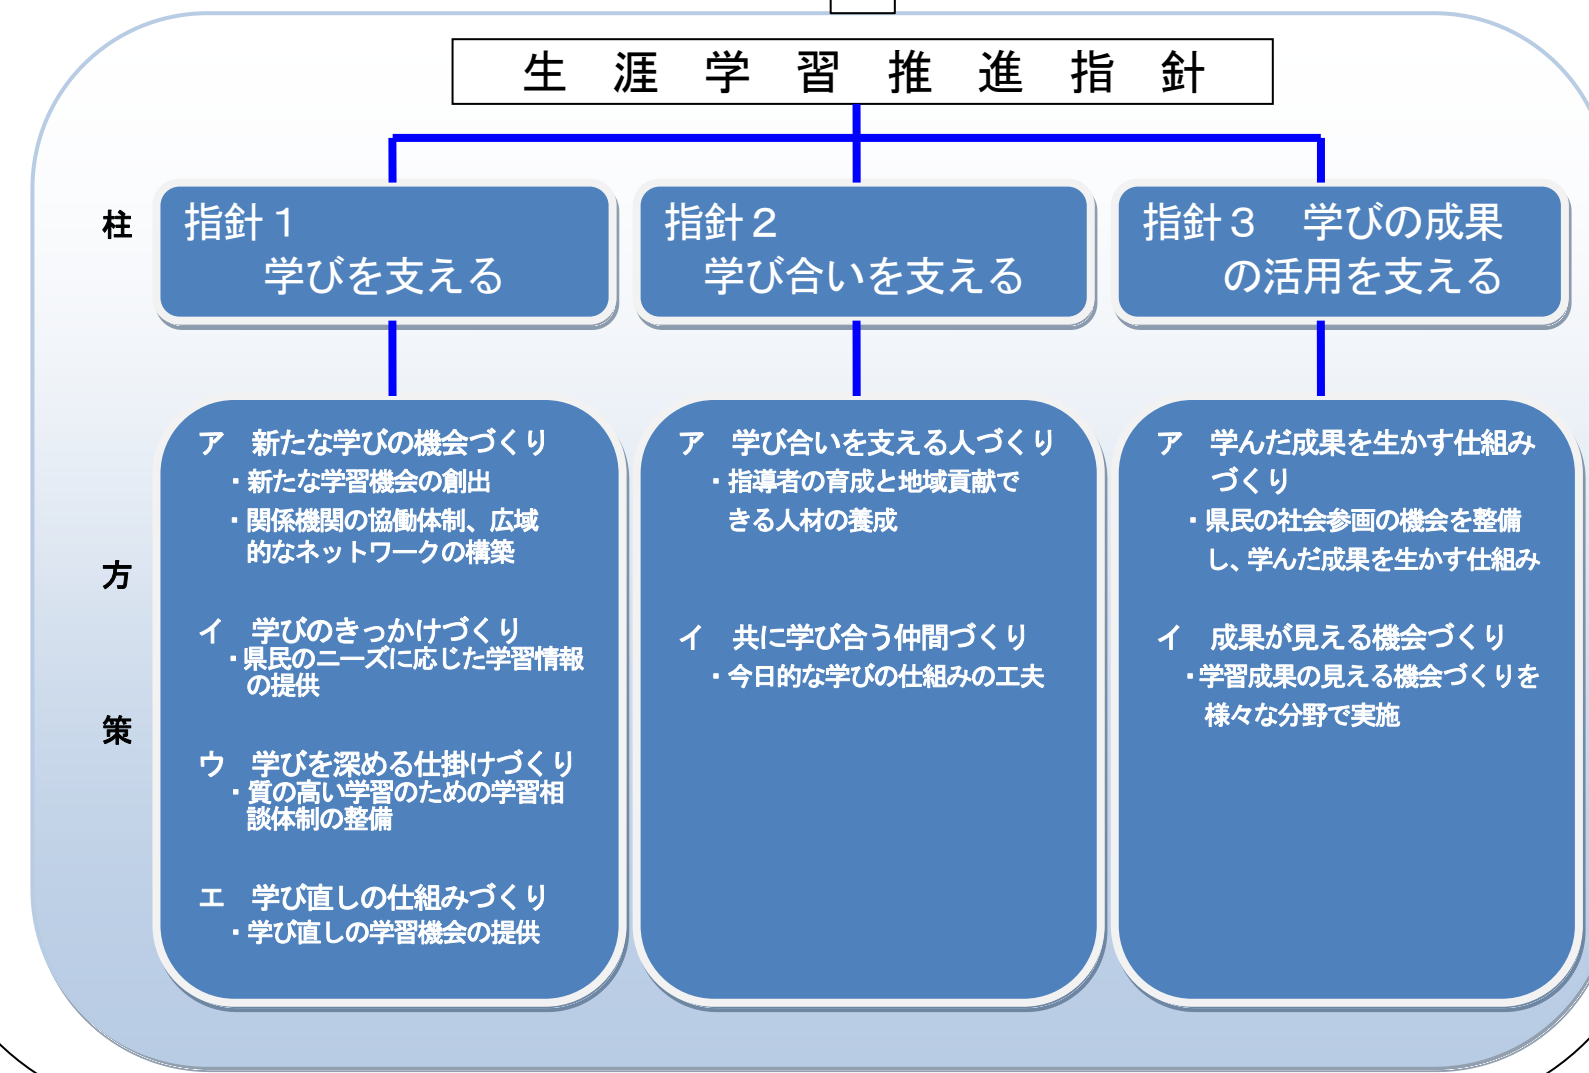 生涯学習推進指針
柱
指針１
学びを支える
指針２
学び合いを支える
指針３　学びの成果
の活用を支える
方
策
ア　新たな学びの機会づくり
・新たな学習機会の創出
・関係機関の協働体制、広域
的なネットワークの構築
イ　学びのきっかけづくり
・県民のニーズに応じた学習情報
の提供
ウ　学びを深める仕掛けづくり
・質の高い学習のための学習相
談体制の整備
エ　学び直しの仕組みづくり
・学び直しの学習機会の提供
ア　学び合いを支える人づくり
・指導者の育成と地域貢献で
きる人材の養成
イ　共に学び合う仲間づくり
・今日的な学びの仕組みの工夫
ア　学んだ成果を生かす仕組み
づくり
・県民の社会参画の機会を整備
し、学んだ成果を生かす仕組み
イ　成果が見える機会づくり
・学習成果の見える機会づくりを
様々な分野で実施